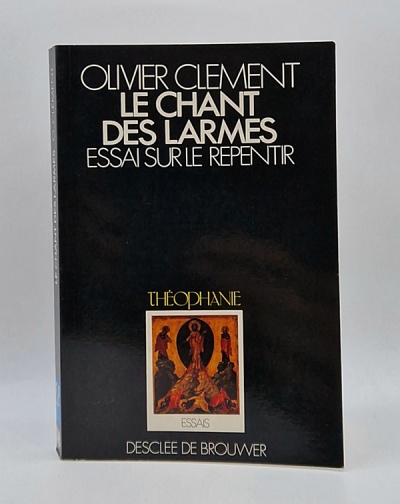 OLIVIER CLEMENT
LE CHANT
DES LARMES
ESSAI SUR LE REPENTIR
THÉOPHANIE
ESSAIS
DESCLEE DE BROUWER